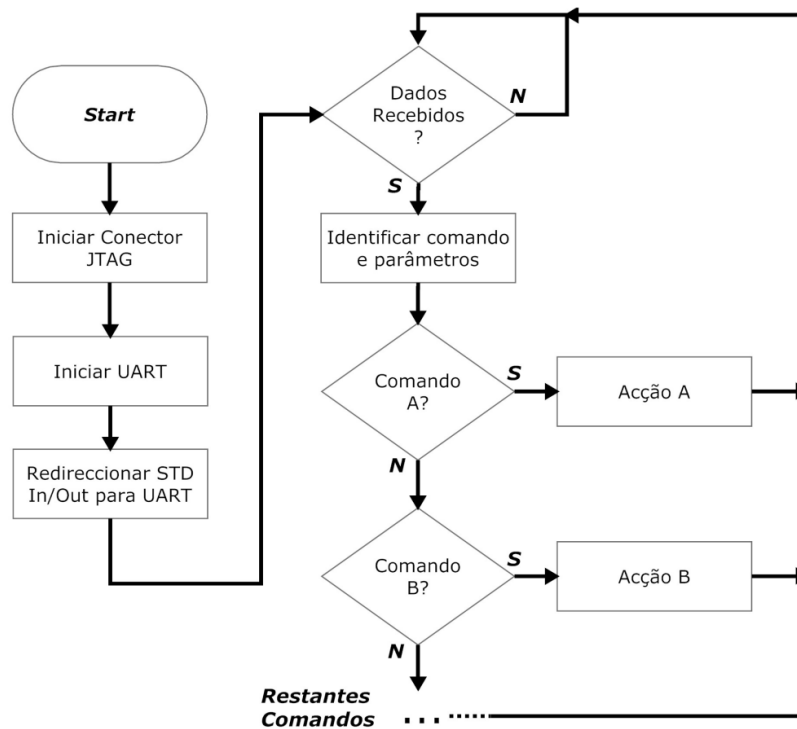 Start
Iniciar Conector
JTAG
Iniciar UART
Redireccionar STD
In/Out para UART
Dados
Recebidos
?
N
S
Identificar comando
e parâmetros
Comando
A?
S
Acção A
N
Comando
B?
S
Acção B
N
Restantes
Comandos ...